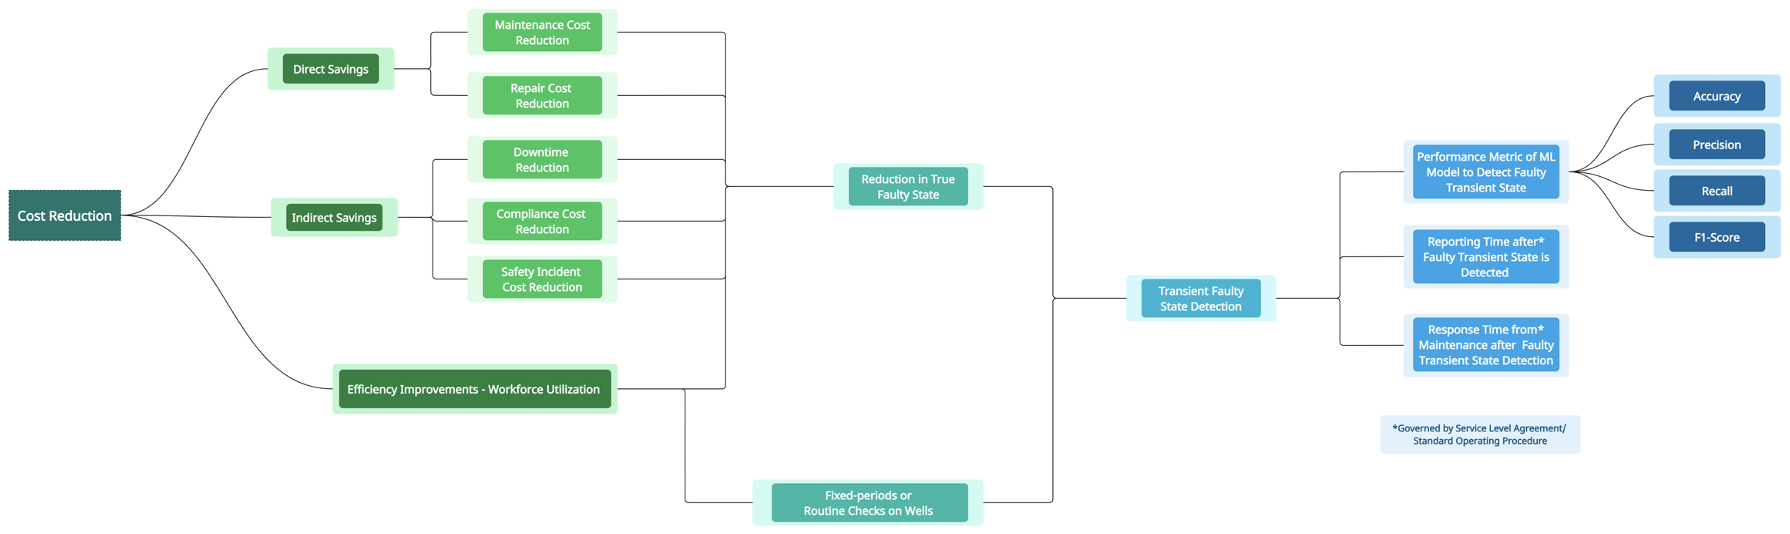 Cost Reduction
Direct Savings
Indirect Savings
Efficiency Improvements - Workforce Utilization
Maintenance Cost
Reduction
Repair Cost
Reduction
Downtime
Reduction
Compliance Cost
Reduction
Safety Incident
Cost Reduction
Reduction in True
Faulty State
Fixed-periods or
Routine Checks on Wells
Transient Faulty
State Detection
Performance Metric of ML
Model to Detect Faulty
Transient State
Reporting Time after*
Faulty Transient State is
Detected
Response Time from*
Maintenance after Faulty
Transient State Detection
*Governed by Service Level Agreement/
Standard Operating Procedure
Accuracy
Precision
Recall
F1-Score